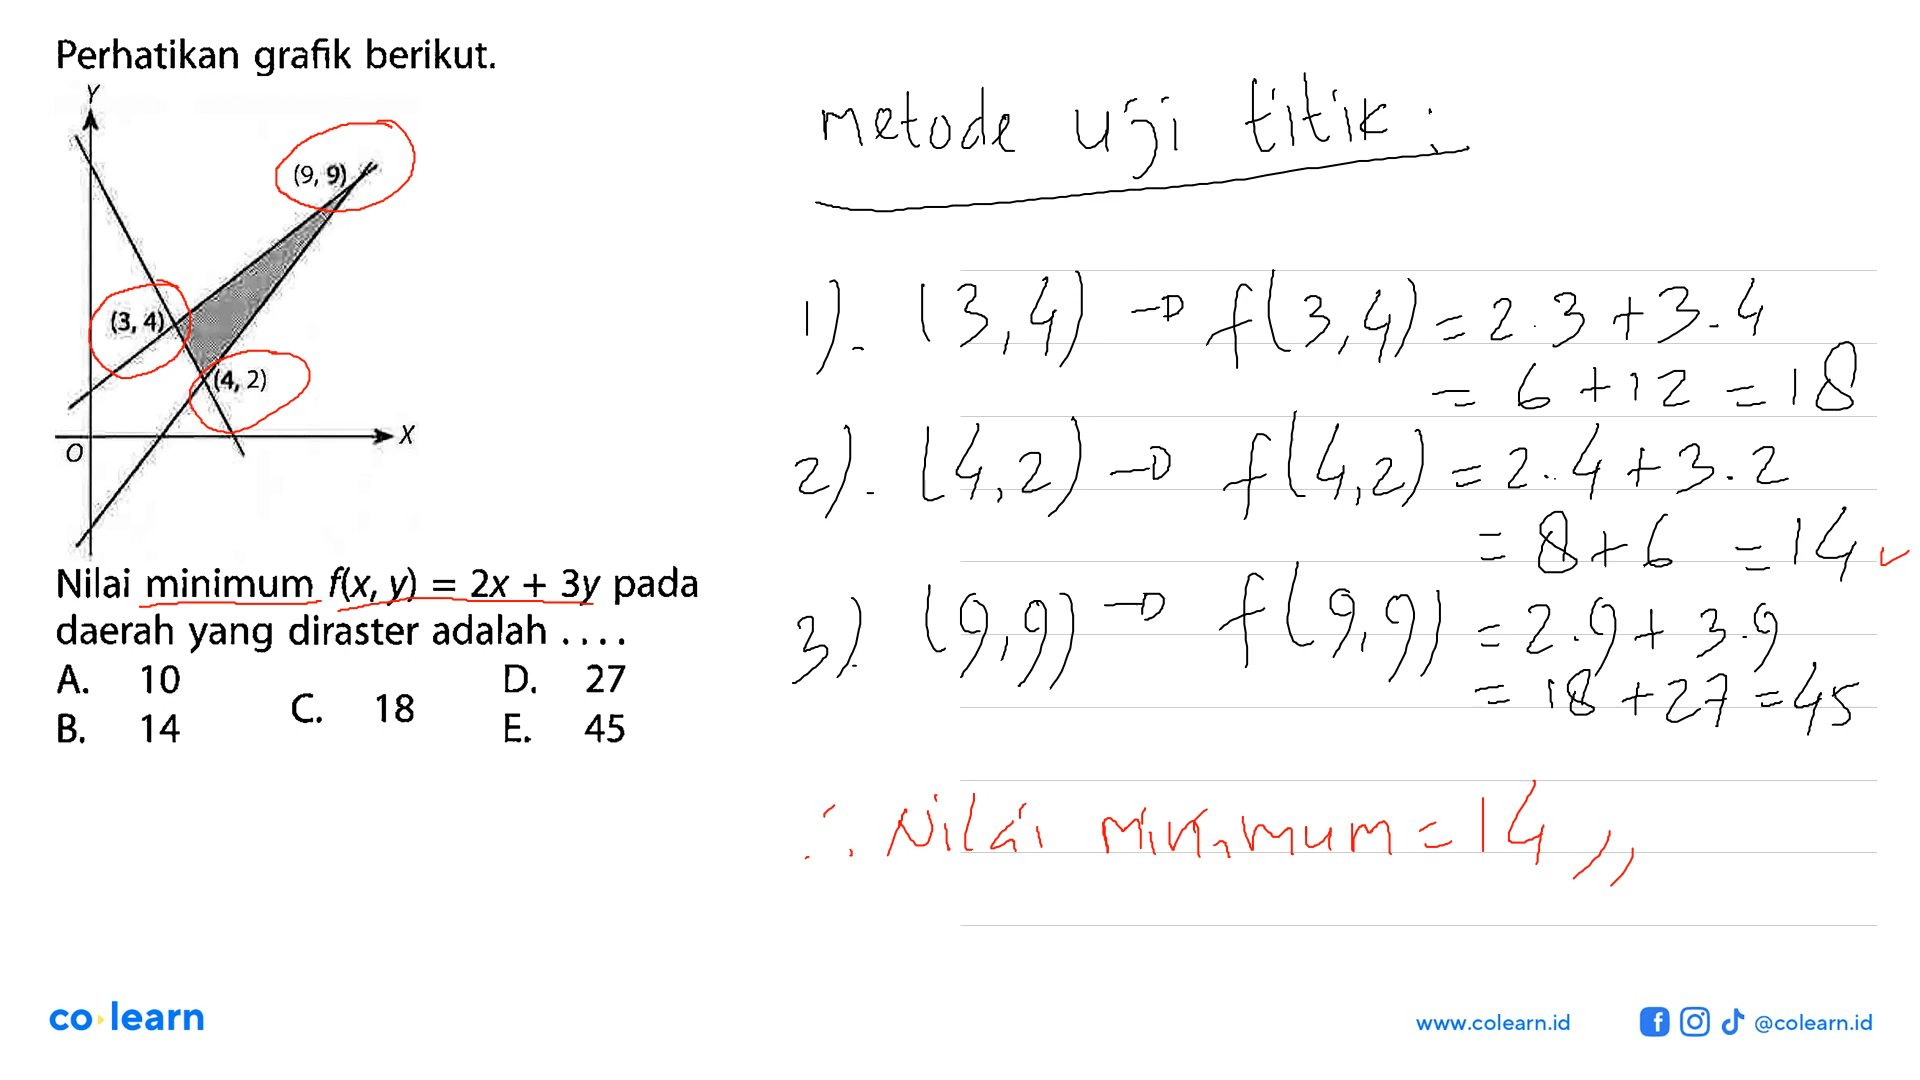 Perhatikan grafik berikut.
Y
(9, 9)
(3, 4)
(4, 2)
O
X
Nilai minimum f(x, y) = 2x + 3y pada
daerah yang diraster adalah . . . .
A. 10
B. 14
C. 18
D. 27
E. 45
metode uji titik :
1). (3,4) → f(3,4) = 2.3 + 3.4
= 6 + 12 = 18
2). (4,2) → f(4,2) = 2.4 + 3.2
= 8 + 6 = 14 ✓
3). (9,9) → f(9,9) = 2.9 + 3.9
= 18 + 27 = 45
∴ Nilai minimum = 14 ,,
co learn
www.colearn.id
@colearn.id